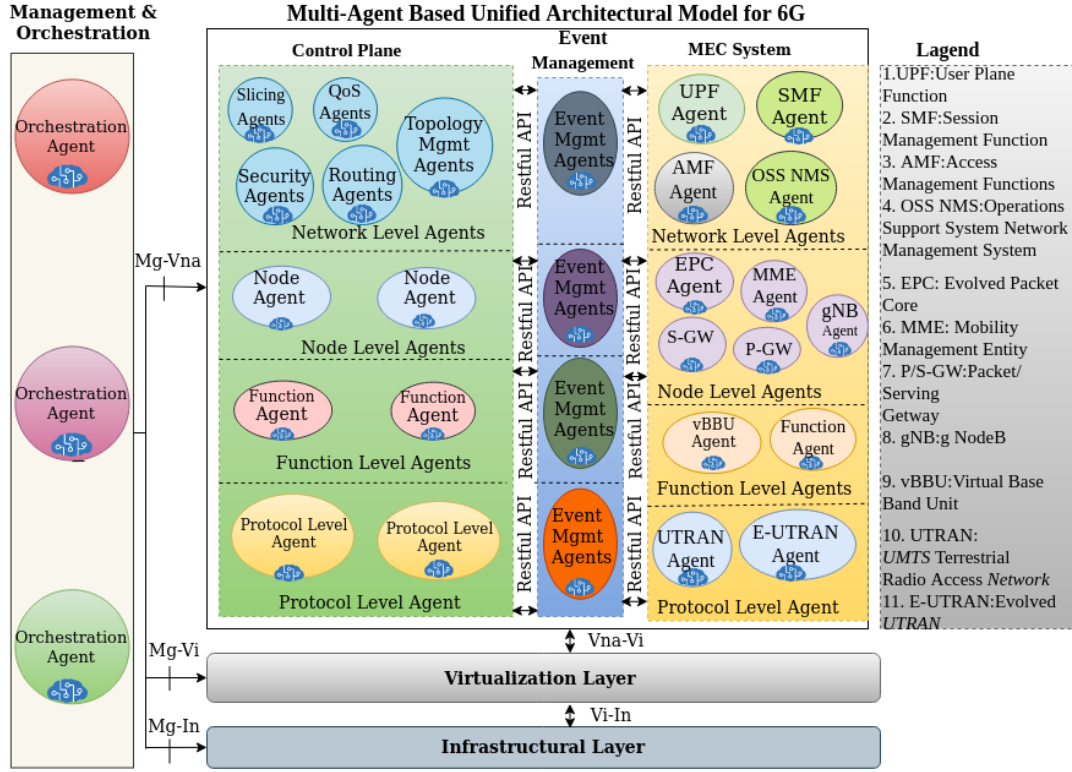 Management &
Orchestration
Multi-Agent Based Unified Architectural Model for 6G
Orchestration
Agent
Orchestration
Agent
Orchestration
Agent
Mg-Vna
Mg-Vi
Mg-In
Control Plane
Slicing
Agents
QoS
Agents
Topology
Mgmt
Agents
Security
Agents
Routing
Agents
Network Level Agents
Node
Agent
Node
Agent
Node Level Agents
Function
Agent
Function
Agent
Function Level Agents
Protocol Level
Agent
Protocol Level
Agent
Protocol Level Agent
Restful API
Restful API
Restful API
Restful API
Event
Management
Event
Mgmt
Agents
Event
Mgmt
Agents
Event
Mgmt
Agents
Event
Mgmt
Agents
Restful API
Restful API
Restful API
Restful API
MEC System
UPF
Agent
SMF
Agent
AMF
Agent
OSS NMS
Agent
Network Level Agents
EPC
Agent
MME
Agent
gNB
Agent
S-GW
P-GW
Node Level Agents
vBBU
Agent
Function
Agent
Function Level Agents
UTRAN
Agent
E-UTRAN
Agent
Protocol Level Agent
Vna-Vi
Virtualization Layer
Vi-In
Infrastructural Layer
Lagend
1.UPF:User Plane
Function
2. SMF:Session
Management Function
3. AMF:Access
Management Functions
4. OSS NMS:Operations
Support System Network
Management System
5. EPC: Evolved Packet
Core
6. MME: Mobility
Management Entity
7. P/S-GW:Packet/
Serving
Getway
8. gNB:g NodeB
9. vBBU:Virtual Base
Band Unit
10. UTRAN:
UMTS Terrestrial
Radio Access Network
11. E-UTRAN:Evolved
UTRAN